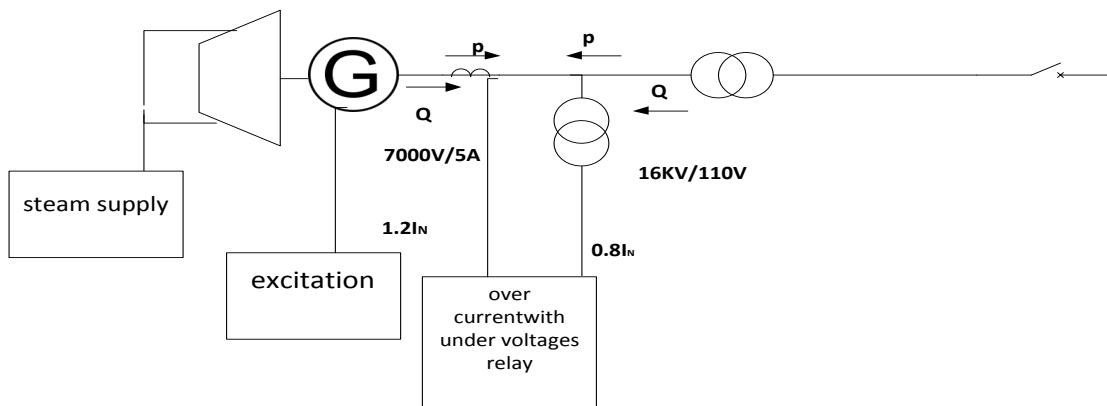 p
p
G
Q
Q
7000V/5A
16KV/110V
steam supply
1.2IN
0.8IN
excitation
over
currentwith
under voltages
relay